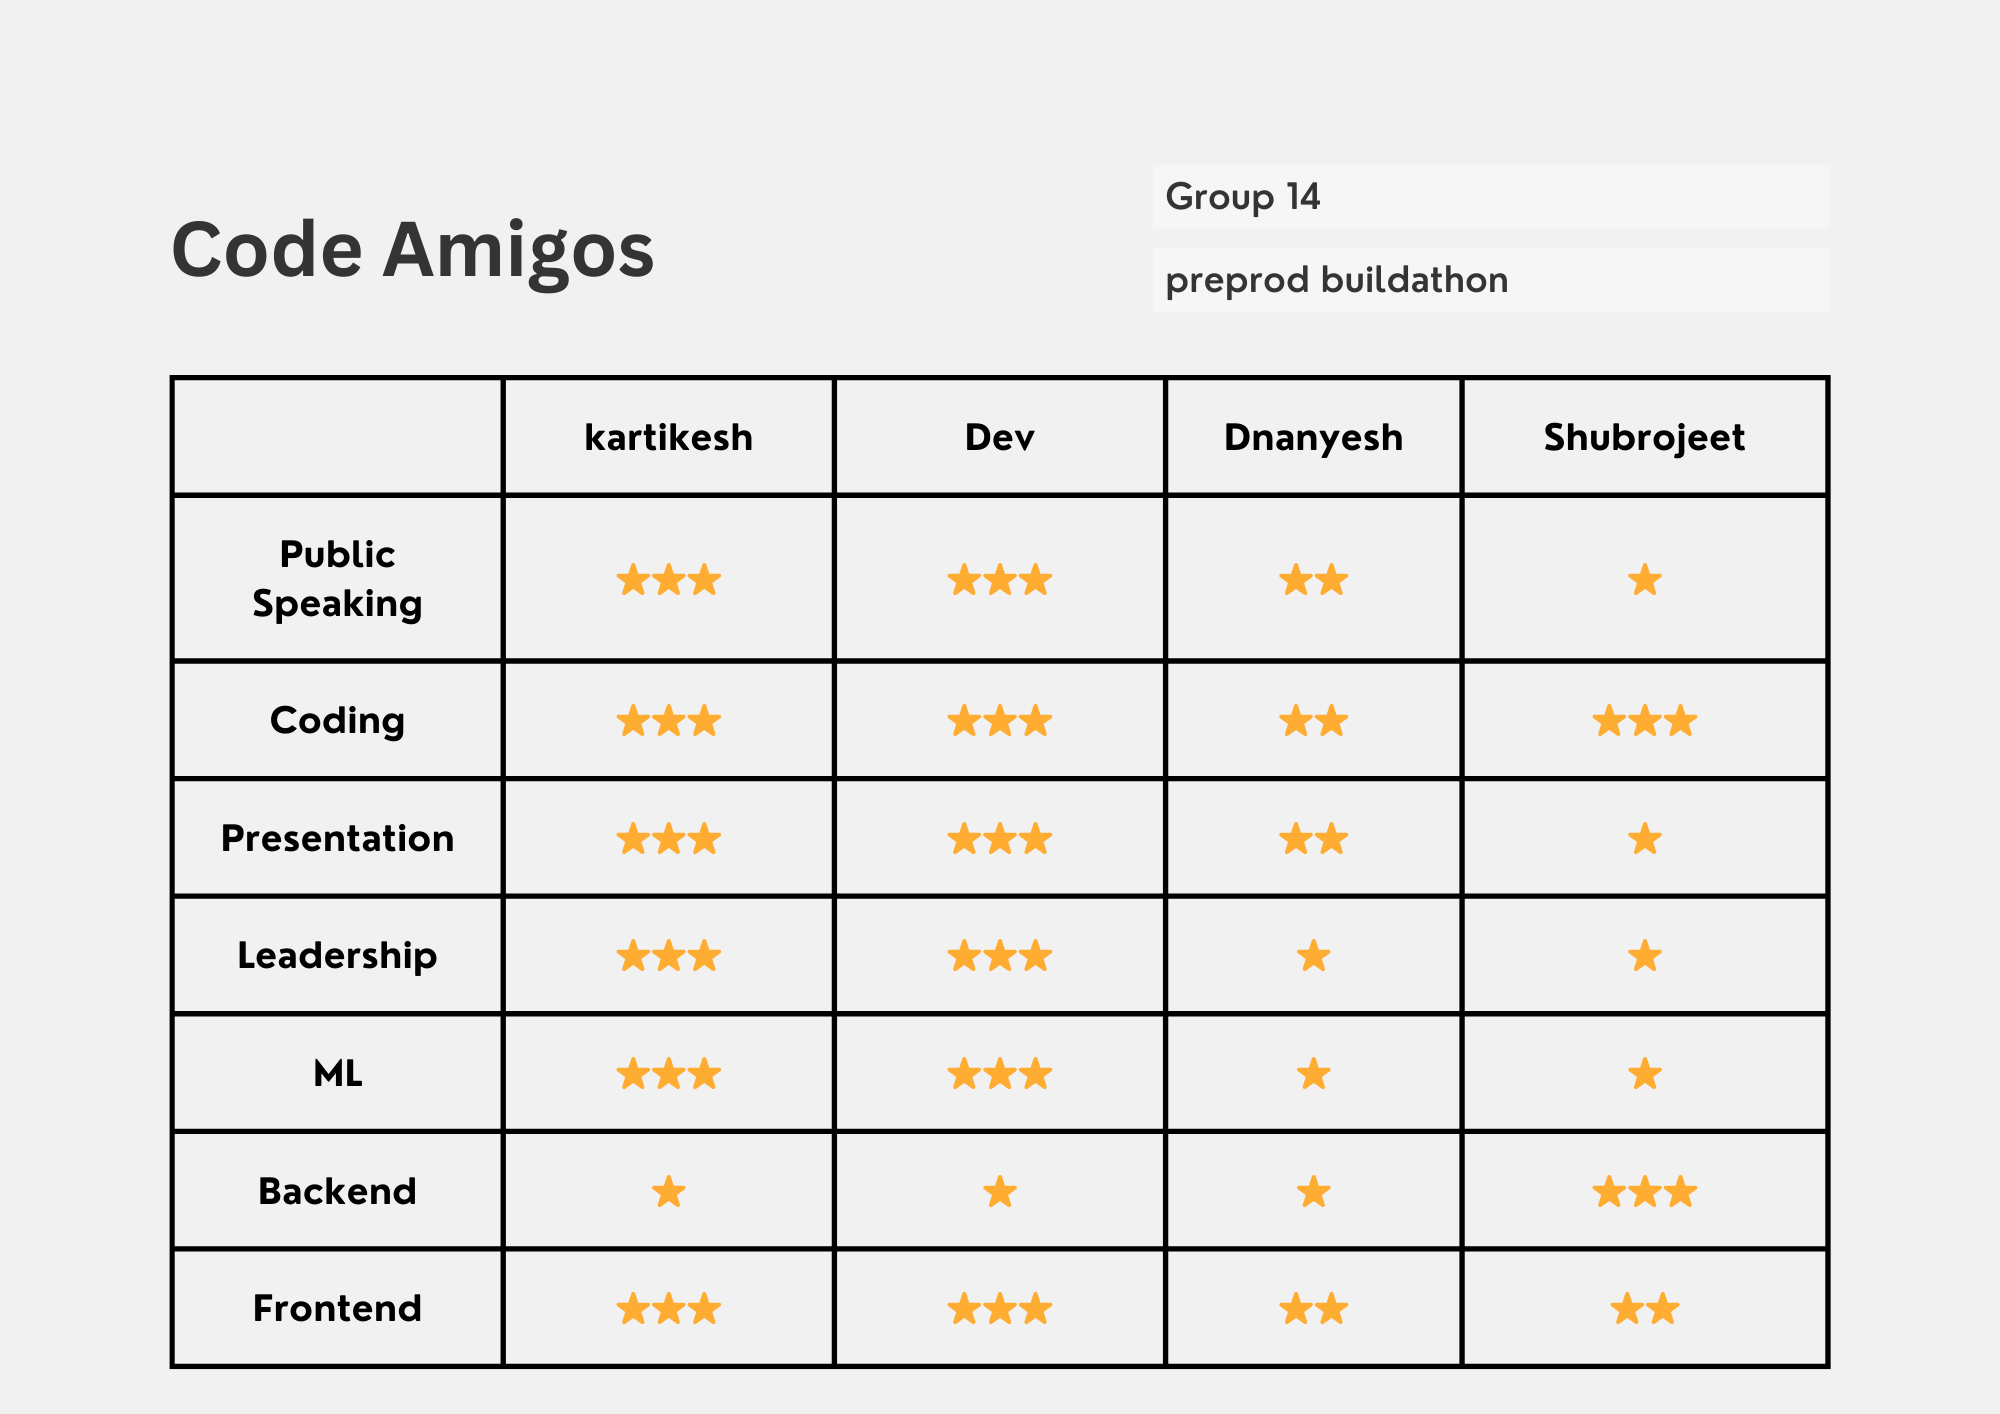 Code Amigos
Group 14
preprod buildathon
kartikesh Dev Dnanyesh Shubrojeet
Public
Speaking ★★★ ★★★ ★★ ★
Coding ★★★ ★★★ ★★ ★★★
Presentation ★★★ ★★★ ★★ ★
Leadership ★★★ ★★★ ★ ★
ML ★★★ ★★★ ★ ★
Backend ★ ★ ★ ★★★
Frontend ★★★ ★★★ ★★ ★★